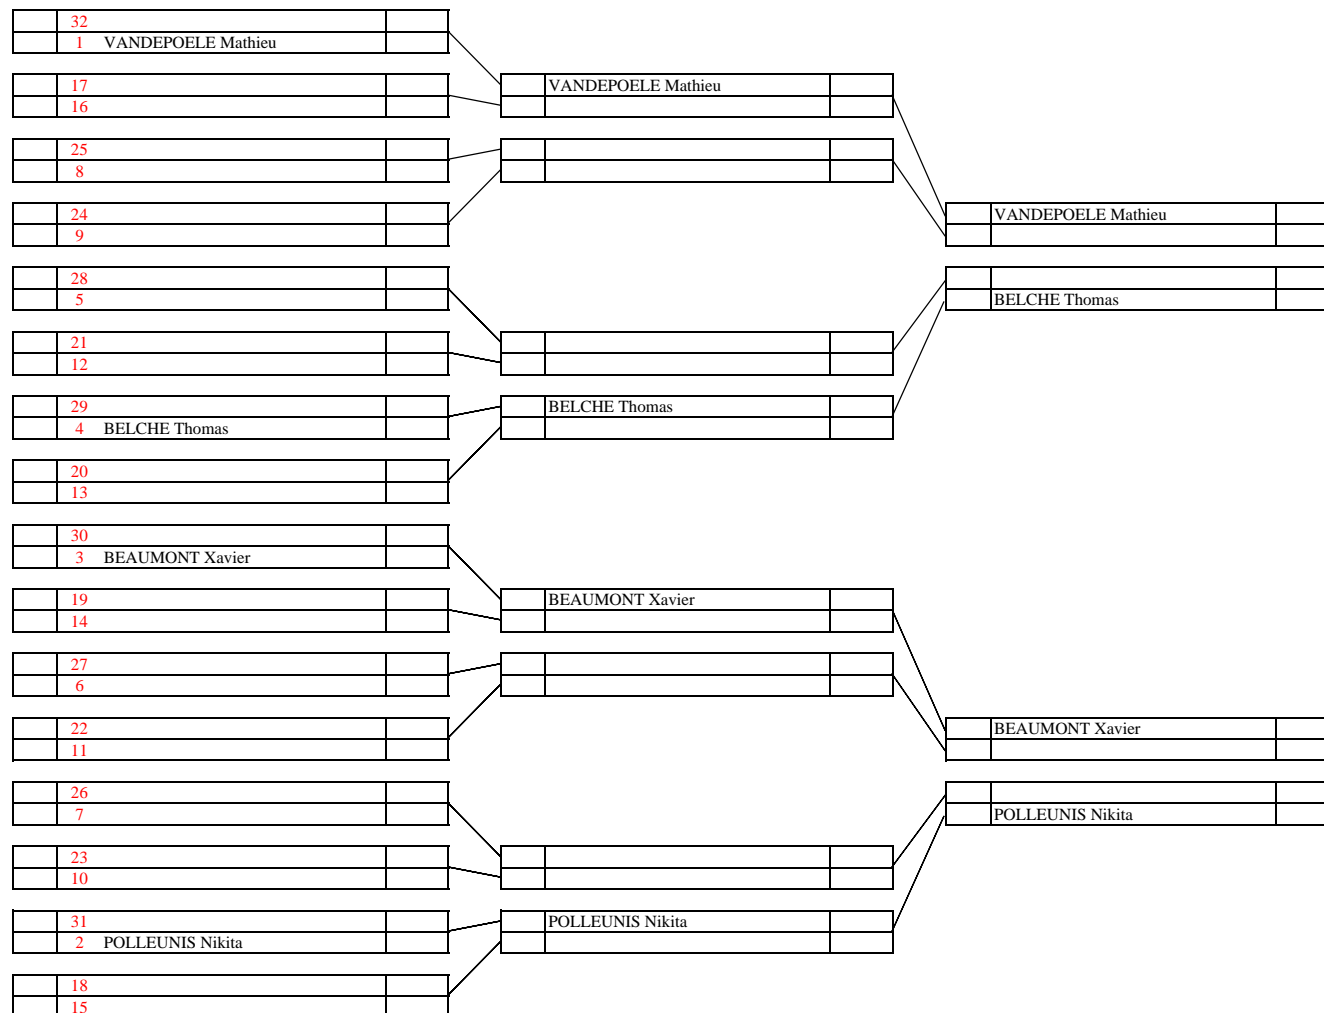 32
1 VANDEPOELE Mathieu
17
16
25
8
24
9
28
5
21
12
29
4 BELCHE Thomas
20
13
30
3 BEAUMONT Xavier
19
14
27
6
22
11
26
7
23
10
31
2 POLLEUNIS Nikita
18
15
VANDEPOELE Mathieu
BELCHE Thomas
BEAUMONT Xavier
POLLEUNIS Nikita
VANDEPOELE Mathieu
BELCHE Thomas
BEAUMONT Xavier
POLLEUNIS Nikita